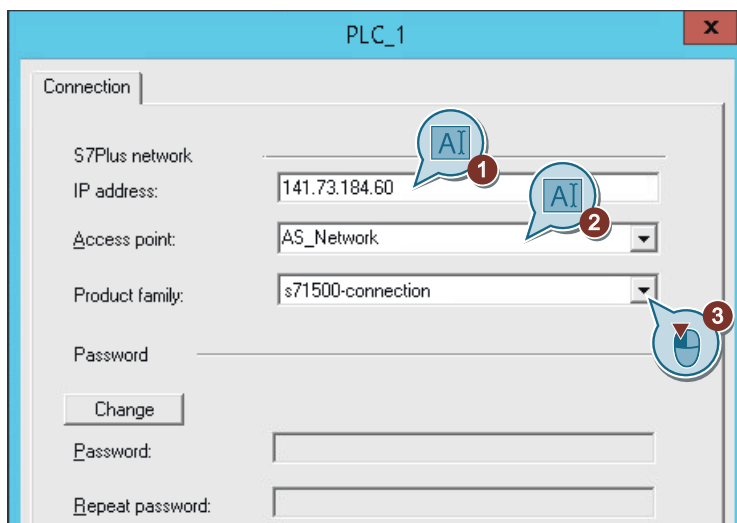 PLC_1
x
Connection
S7Plus network
AI
1
IP address:
141.73.184.60
AI
2
Access point:
AS_Network
Product family:
s71500-connection
3
Password
Change
Password:
Repeat password: